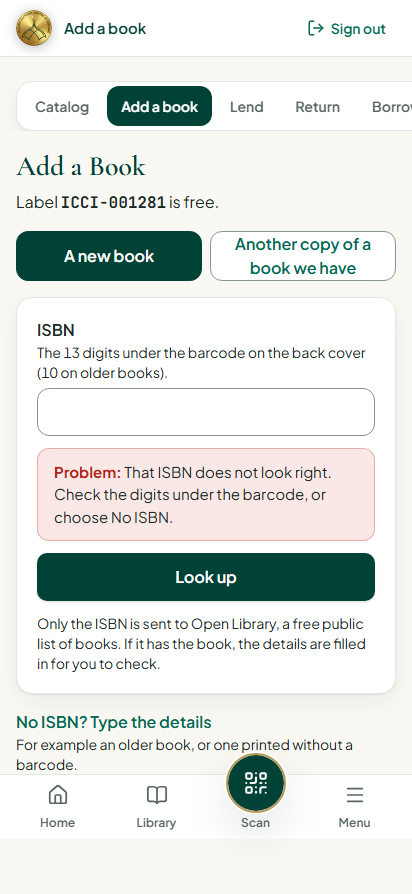 Add a book
Sign out
Catalog
Add a book
Lend
Return
Borro
Add a Book
Label ICCI-001281 is free.
A new book
Another copy of a
book we have
ISBN
The 13 digits under the barcode on the back cover
(10 on older books).
Problem: That ISBN does not look right.
Check the digits under the barcode, or
choose No ISBN.
Look up
Only the ISBN is sent to Open Library, a free public
list of books. If it has the book, the details are filled
in for you to check.
No ISBN? Type the details
For example an older book, or one printed without a
barcode.
Home
Library
Scan
Menu